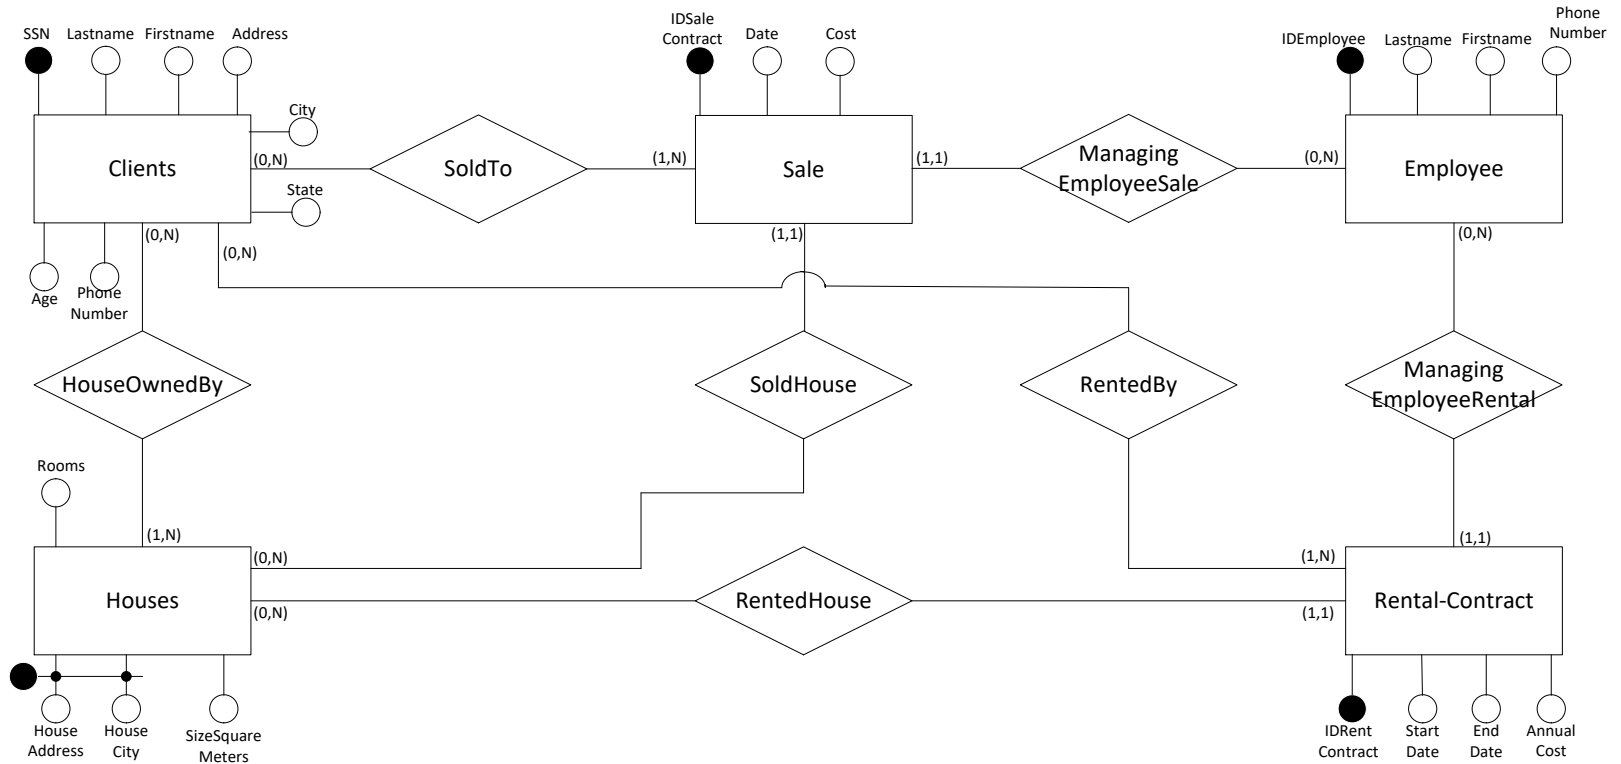 SSN
Lastname
Firstname
Address
IDSale
Contract
Date
Cost
IDEmployee
Lastname
Firstname
Phone
Number
City
Clients
(0,N)
SoldTo
(1,N)
Sale
(1,1)
Managing
EmployeeSale
(0,N)
Employee
State
(0,N)
(0,N)
(1,1)
(0,N)
Age
Phone
Number
HouseOwnedBy
SoldHouse
RentedBy
Managing
EmployeeRental
Rooms
(1,N)
(0,N)
(1,N)
(1,1)
Houses
(0,N)
RentedHouse
(1,1)
Rental-Contract
House
Address
House
City
SizeSquare
Meters
IDRent
Contract
Start
Date
End
Date
Annual
Cost